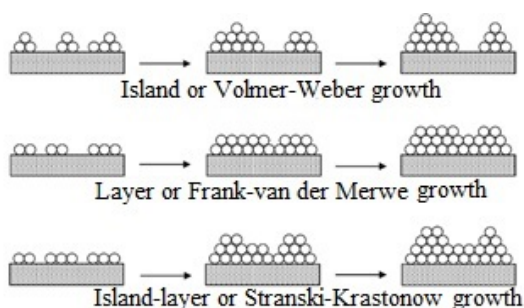 Island or Volmer-Weber growth
Layer or Frank-van der Merwe growth
Island-layer or Stranski-Krastonow growth